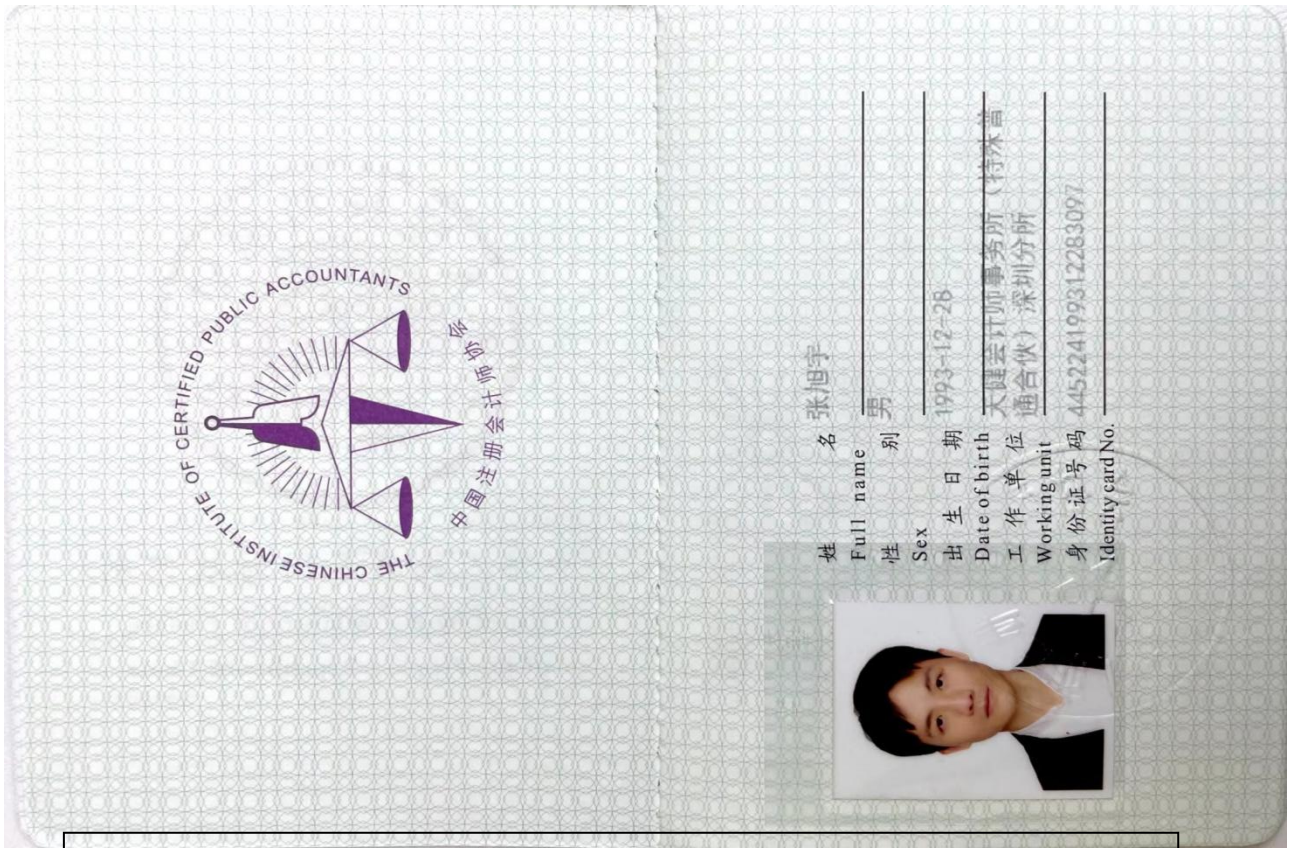 THE CHINESE INSTITUTE OF CERTIFIED PUBLIC ACCOUNTANTS
中国注册会计师协会
姓 名 张旭宇
Full name
性 别 男
Sex
出 生 日 期 1993-12-28
Date of birth
工 作 单 位 天健会计师事务所(特殊普
通合伙)深圳分所
Working unit
身 份 证 号 码 445224199312283097
Identity card No.